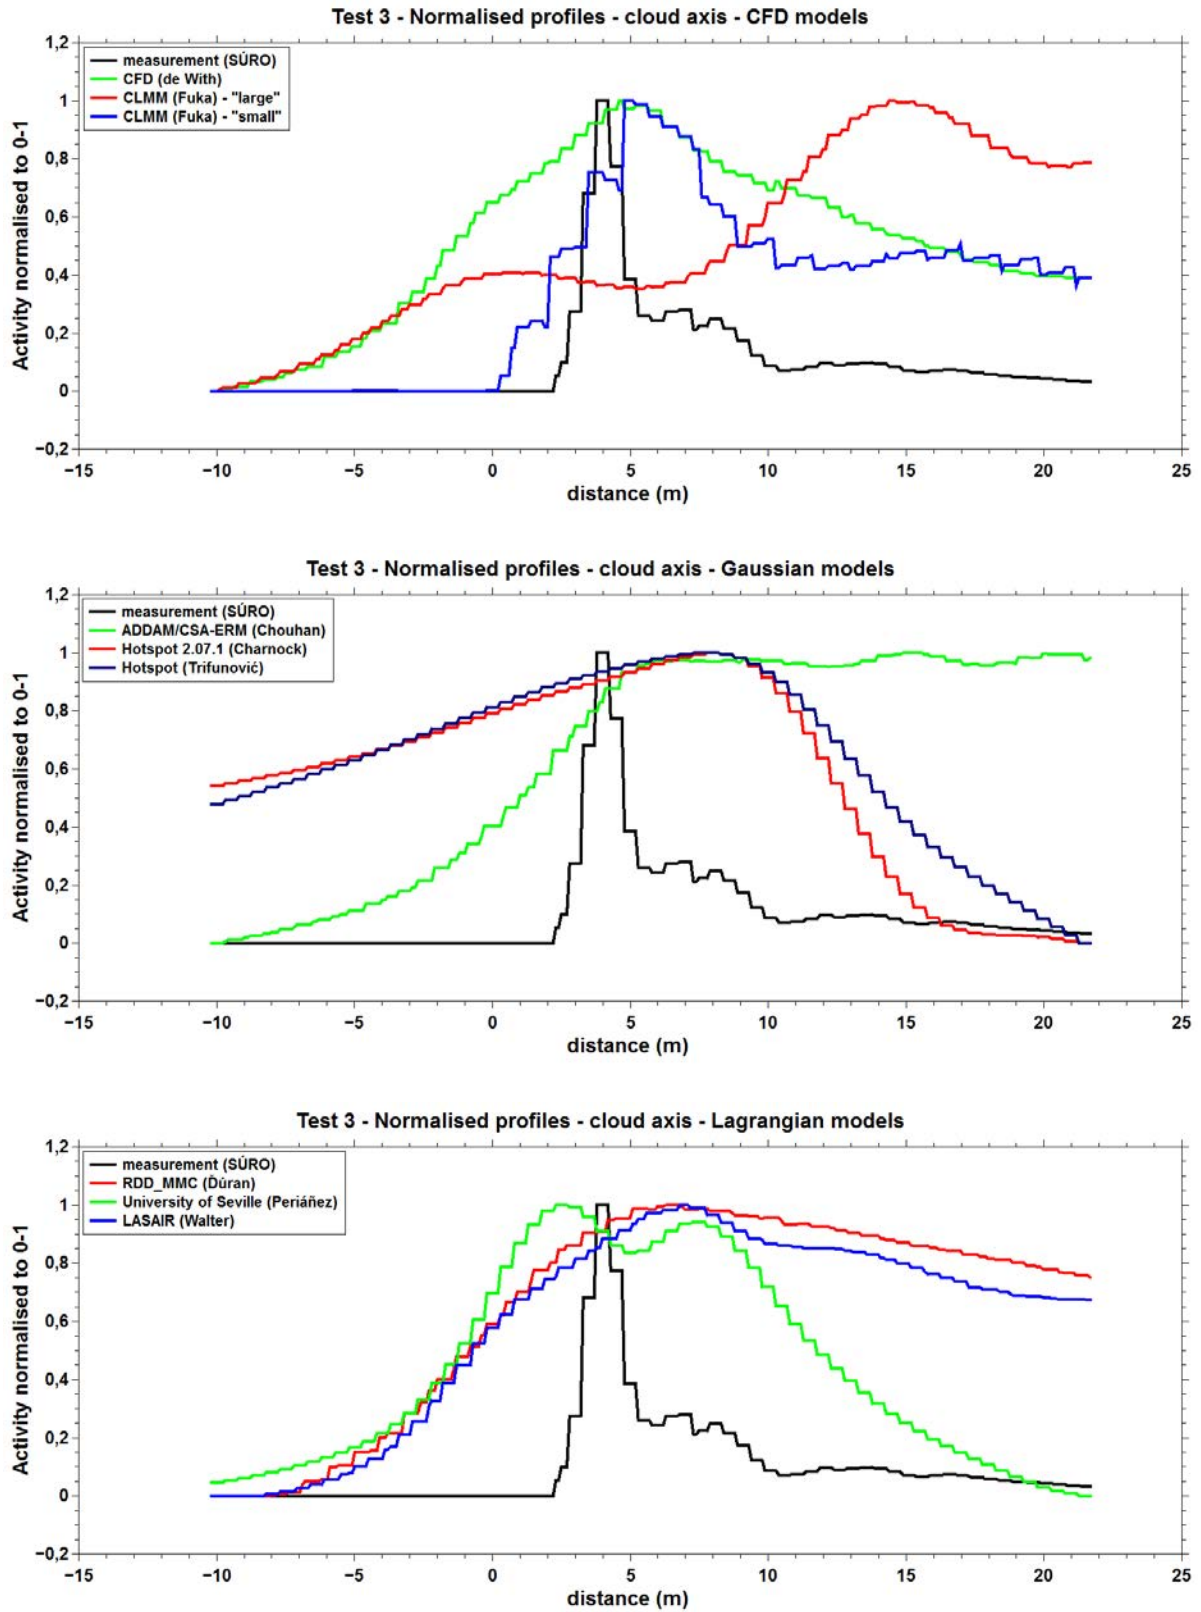 Test 3 - Normalised profiles - cloud axis - CFD models
1,2
1
0,8
0,6
0,4
0,2
0
−0,2
Activity normalised to 0-1
measurement (SÚRO)
CFD (de With)
CLMM (Fuka) - "large"
CLMM (Fuka) - "small"
−15 −10 −5 0 5 10 15 20 25
distance (m)
Test 3 - Normalised profiles - cloud axis - Gaussian models
1,2
1
0,8
0,6
0,4
0,2
0
−0,2
Activity normalised to 0-1
measurement (SÚRO)
ADDAM/CSA-ERM (Chouhan)
Hotspot 2.07.1 (Charnock)
Hotspot (Trifunović)
−15 −10 −5 0 5 10 15 20 25
distance (m)
Test 3 - Normalised profiles - cloud axis - Lagrangian models
1,2
1
0,8
0,6
0,4
0,2
0
−0,2
Activity normalised to 0-1
measurement (SÚRO)
RDD_MMC (Ďúran)
University of Seville (Periáñez)
LASAIR (Walter)
−15 −10 −5 0 5 10 15 20 25
distance (m)